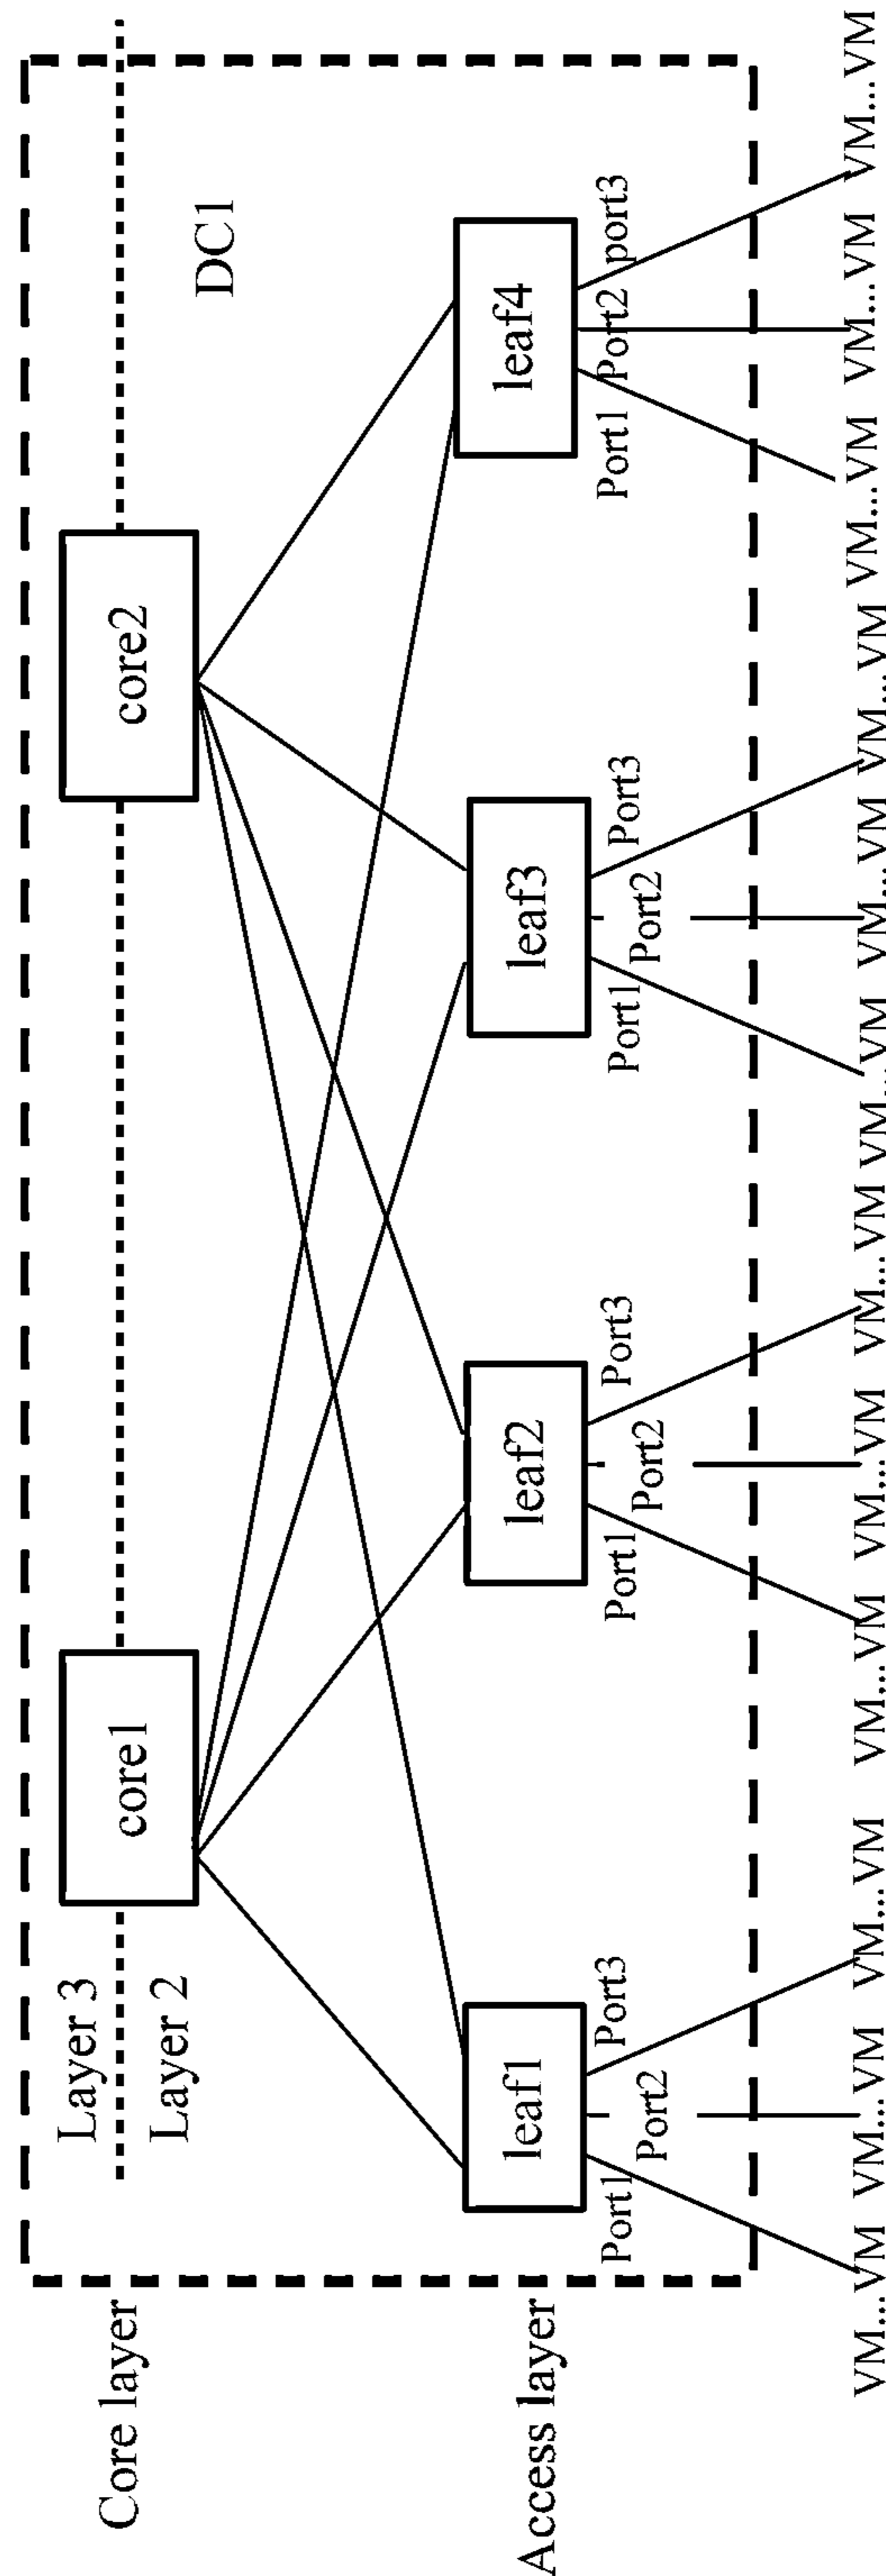 Core layer
Layer 3
Layer 2
core1
core2
DC1
Access layer
leaf1
leaf2
leaf3
leaf4
Port1
Port2
Port3
Port1
Port2
Port3
Port1
Port2
Port3
Port1
Port2
port3
VM...VM
VM...VM
VM...VM
VM...VM
VM...VM
VM...VM
VM...VM
VM...VM
VM...VM
VM...VM
VM...VM
VM...VM